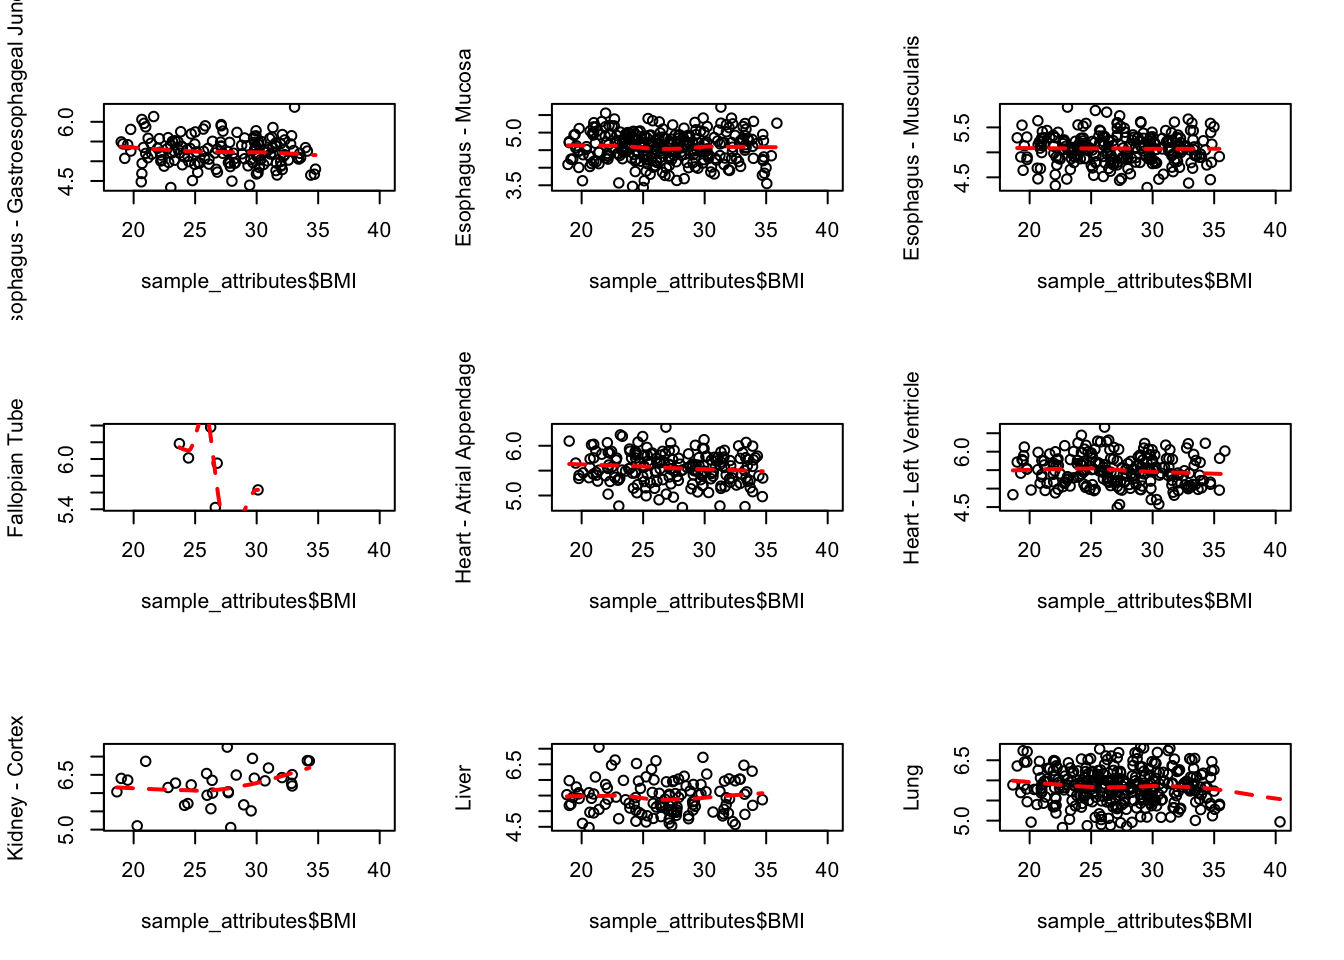 sophagus - Gastroesophageal Junc
6.0
4.5
20 25 30 35 40
sample_attributes$BMI
Esophagus - Mucosa
5.0
3.5
20 25 30 35 40
sample_attributes$BMI
Esophagus - Muscularis
5.5
4.5
20 25 30 35 40
sample_attributes$BMI
Fallopian Tube
6.0
5.4
20 25 30 35 40
sample_attributes$BMI
Heart - Atrial Appendage
6.0
5.0
20 25 30 35 40
sample_attributes$BMI
Heart - Left Ventricle
6.0
4.5
20 25 30 35 40
sample_attributes$BMI
Kidney - Cortex
6.5
5.0
20 25 30 35 40
sample_attributes$BMI
Liver
6.5
4.5
20 25 30 35 40
sample_attributes$BMI
Lung
6.5
5.0
20 25 30 35 40
sample_attributes$BMI